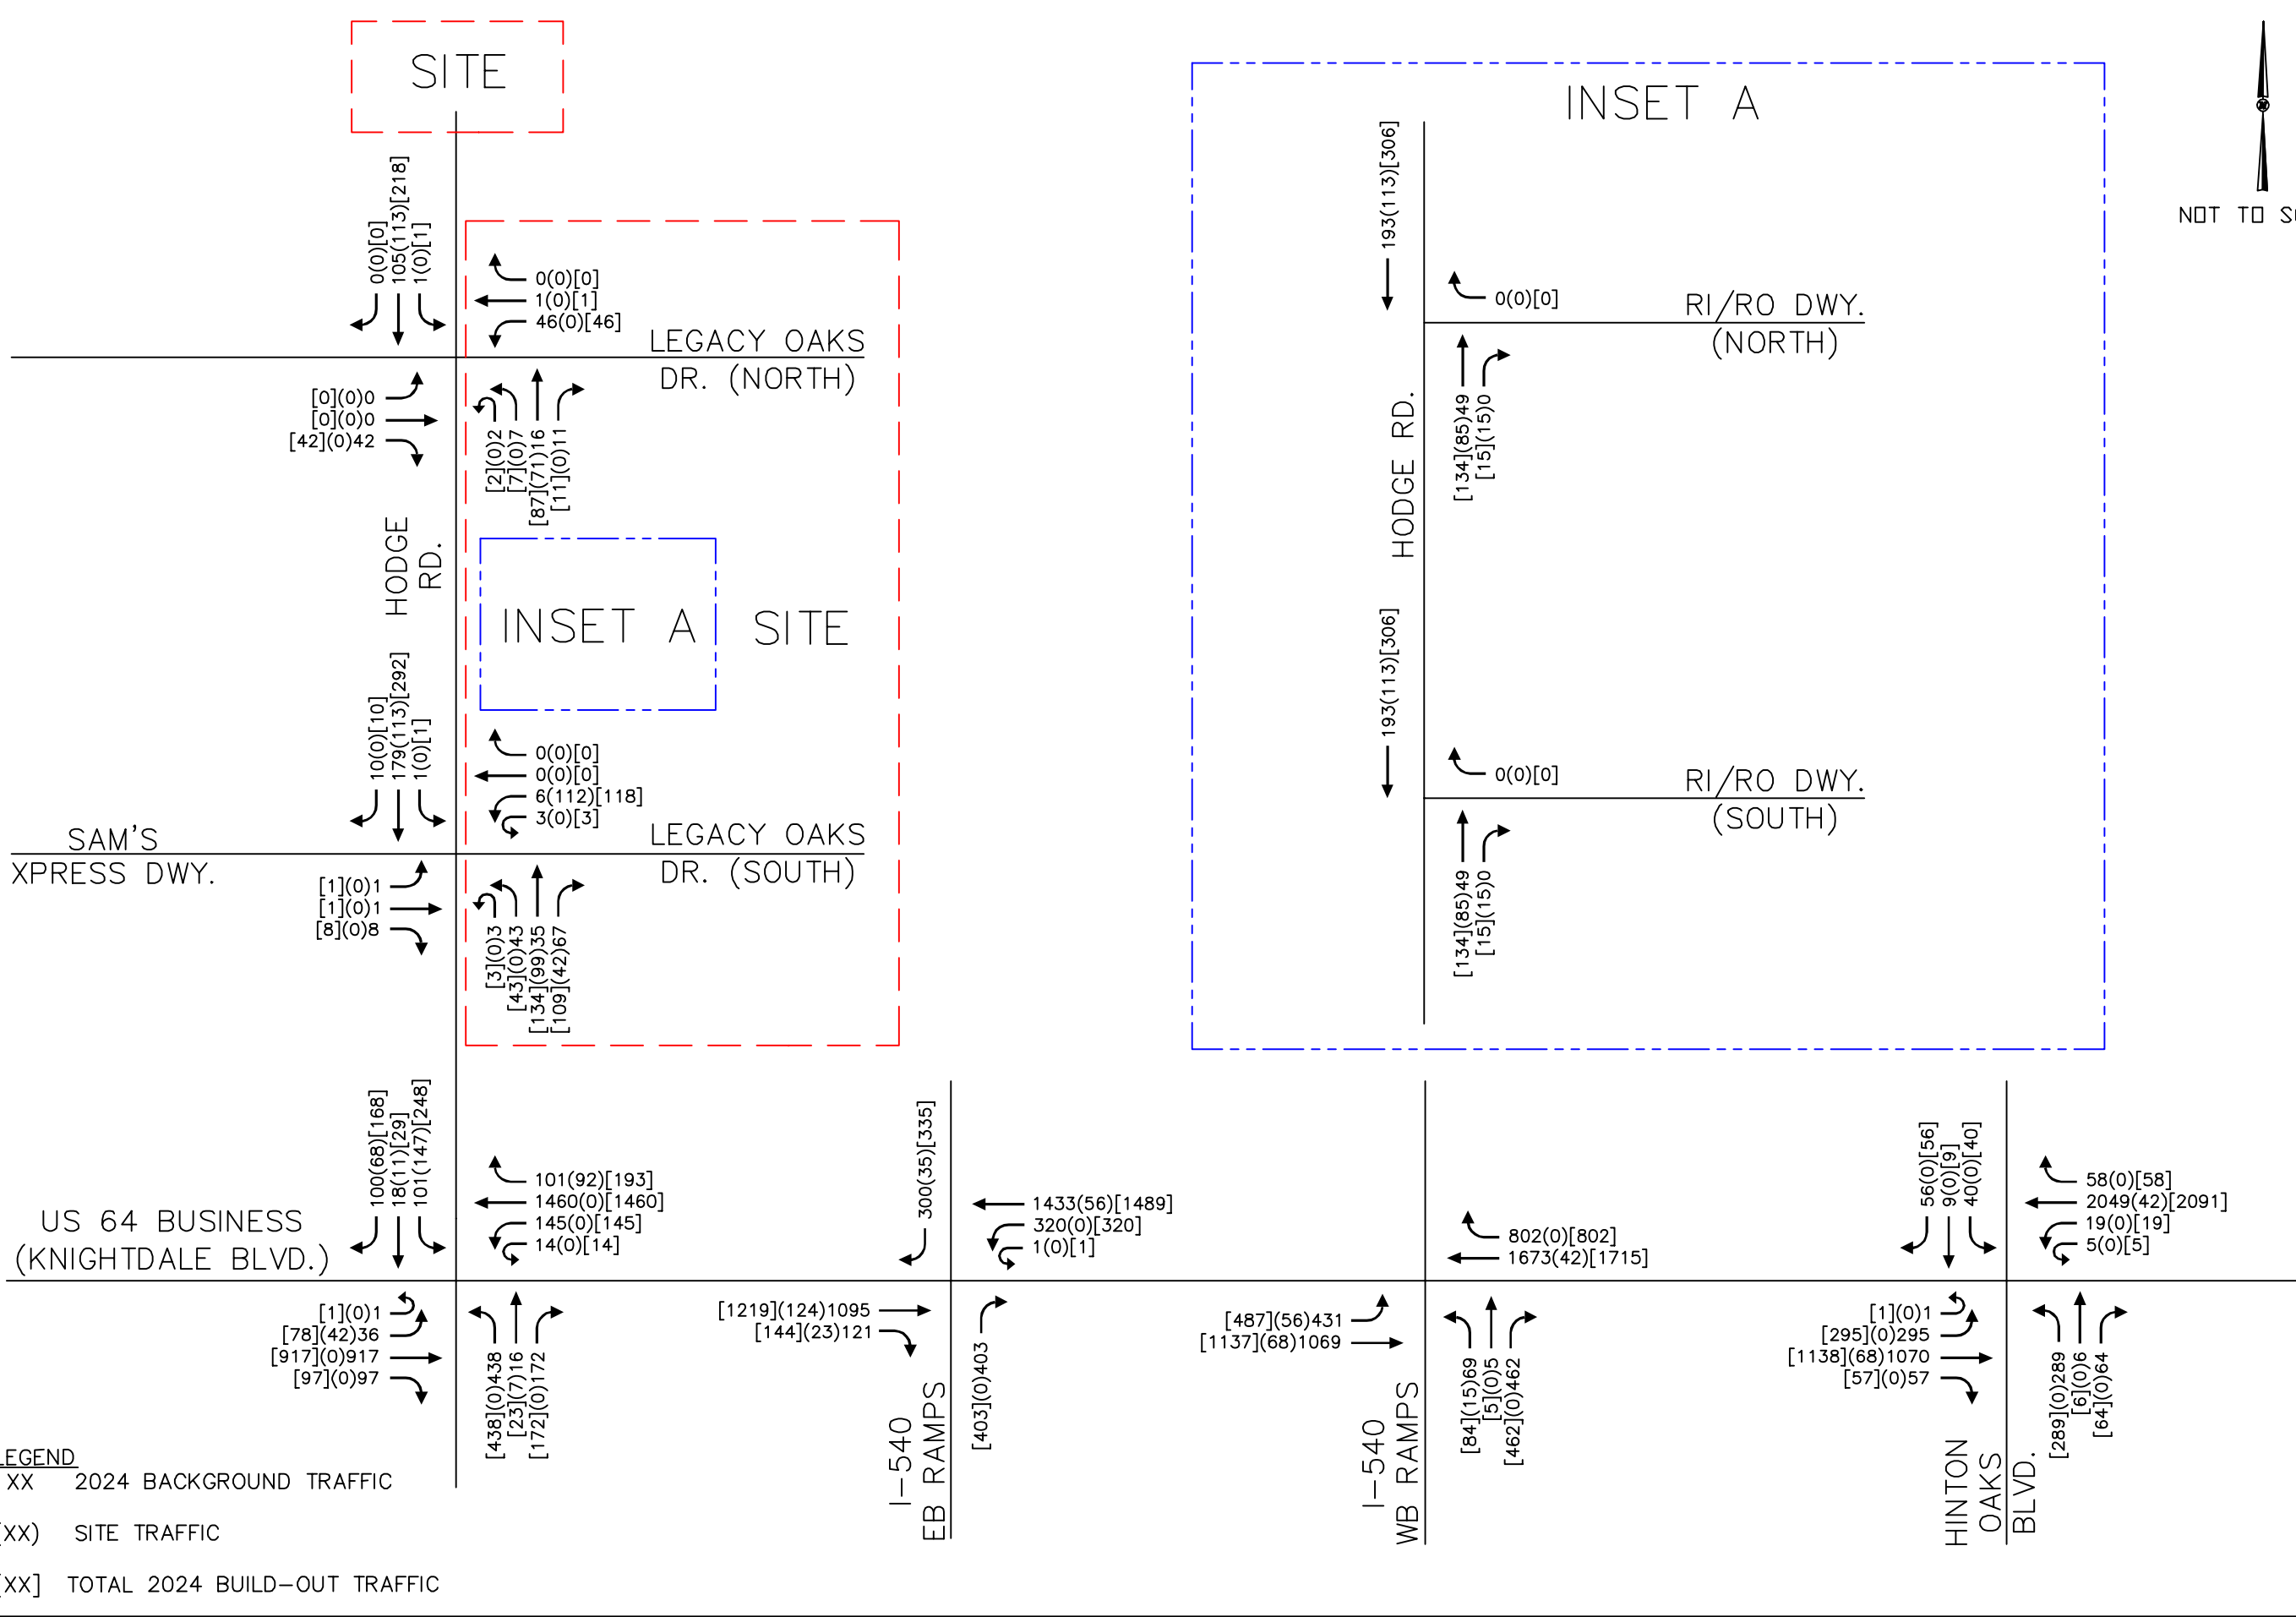 SITE
INSET A
NOT TO
0(0)[0]
105(113)[218]
1(0)[1]
0(0)[0]
1(0)[1]
46(0)[46]
LEGACY OAKS
DR. (NORTH)
[0](0)0
[0](0)0
[42](0)42
[2](0)2
[7](0)7
[87](71)16
[11](0)11
HODGE
RD.
INSET A
SITE
10(0)[10]
179(113)[292]
1(0)[1]
0(0)[0]
0(0)[0]
6(112)[118]
3(0)[3]
SAM'S
XPRESS DWY.
LEGACY OAKS
DR. (SOUTH)
[1](0)1
[1](0)1
[8](0)8
[3](0)3
[43](0)43
[134](99)35
[109](42)67
193(113)[306]
0(0)[0]
RI/RO DWY.
(NORTH)
[134](85)49
[15](15)0
HODGE RD.
193(113)[306]
0(0)[0]
RI/RO DWY.
(SOUTH)
[134](85)49
[15](15)0
100(68)[168]
18(11)[29]
101(147)[248]
101(92)[193]
1460(0)[1460]
145(0)[145]
14(0)[14]
US 64 BUSINESS
(KNIGHTDALE BLVD.)
[1](0)1
[78](42)36
[917](0)917
[97](0)97
[438](0)438
[23](7)16
[172](0)172
300(35)[335]
1433(56)[1489]
320(0)[320]
1(0)[1]
[1219](124)1095
[144](23)121
[403](0)403
I-540
EB RAMPS
802(0)[802]
1673(42)[1715]
[487](56)431
[1137](68)1069
[84](15)69
[5](0)5
[462](0)462
I-540
WB RAMPS
56(0)[56]
9(0)[9]
40(0)[40]
58(0)[58]
2049(42)[2091]
19(0)[19]
5(0)[5]
[1](0)1
[295](0)295
[1138](68)1070
[57](0)57
[289](0)289
[6](0)6
[64](0)64
HINTON
OAKS
BLVD.
LEGEND
XX 2024 BACKGROUND TRAFFIC
XX) SITE TRAFFIC
XX] TOTAL 2024 BUILD-OUT TRAFFIC